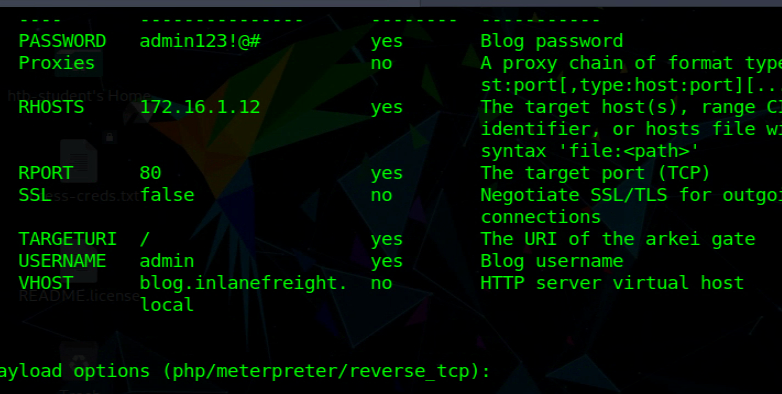 ---- --------------- -------- -----------
PASSWORD admin123!@# yes Blog password
Proxies no A proxy chain of format type
st:port[,type:host:port][...
RHOSTS 172.16.1.12 yes The target host(s), range CI
identifier, or hosts file wi
syntax 'file:<path>'
RPORT 80 yes The target port (TCP)
SSL false no Negotiate SSL/TLS for outgoi
connections
TARGETURI / yes The URI of the arkei gate
USERNAME admin yes Blog username
VHOST blog.inlanefreight. no HTTP server virtual host
local
ayload options (php/meterpreter/reverse_tcp):
htb-student's Home
ss-creds.txt
README.license